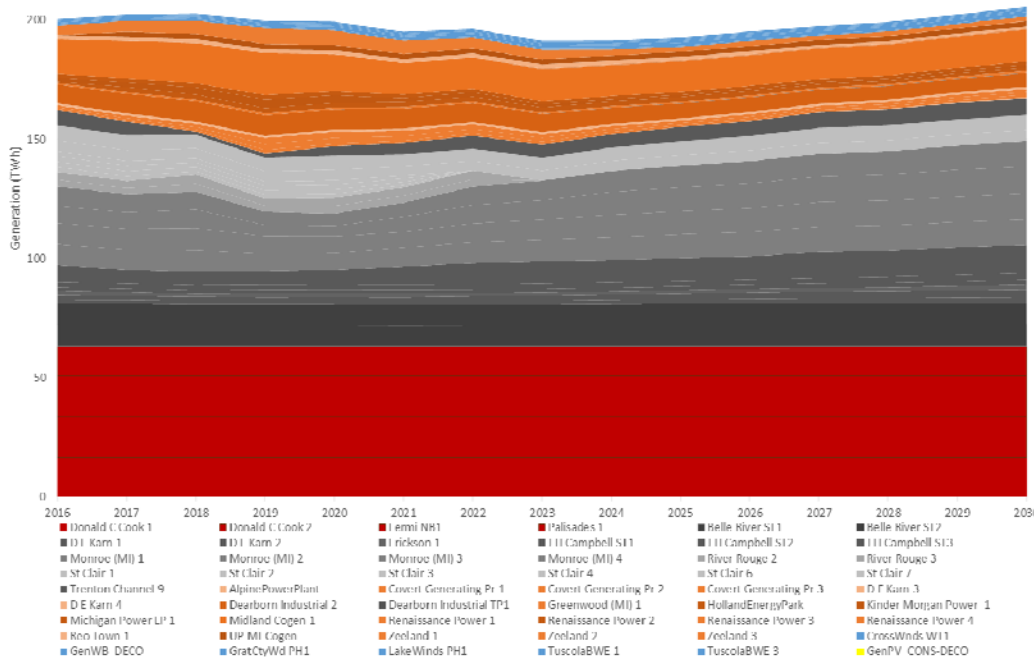 200
150
100
50
0
Generation (TWh)
2016 2017 2018 2019 2020 2021 2022 2023 2024 2025 2026 2027 2028 2029
Donald C Cook 1 Donald C Cook 2 Fermi NB1 Palisades 1 Belle River ST1 Belle River ST2
D E Karn 1 D E Karn 2 Erickson 1 J H Campbell ST1 J H Campbell ST2 J H Campbell ST3
Monroe (MI) 1 Monroe (MI) 2 Monroe (MI) 3 Monroe (MI) 4 River Rouge 2 River Rouge 3
St Clair 1 St Clair 2 St Clair 3 St Clair 4 St Clair 6 St Clair 7
Trenton Channel 9 AlpinePowerPlant Covert Generating Pr 1 Covert Generating Pr 2 Covert Generating Pr 3 D E Karn 3
D E Karn 4 Dearborn Industrial 2 Dearborn Industrial TP1 Greenwood (MI) 1 HollandEnergyPark Kinder Morgan Power 1
Michigan Power LP 1 Midland Cogen 1 Renaissance Power 1 Renaissance Power 2 Renaissance Power 3 Renaissance Power 4
Reo Town 1 UP MI Cogen Zeeland 1 Zeeland 2 Zeeland 3 CrossWinds WT1
GenWB_DECO GratCtyWd PH1 LakeWinds PH1 TuscolaBWE 1 TuscolaBWE 3 GenPV_CONS-DECO